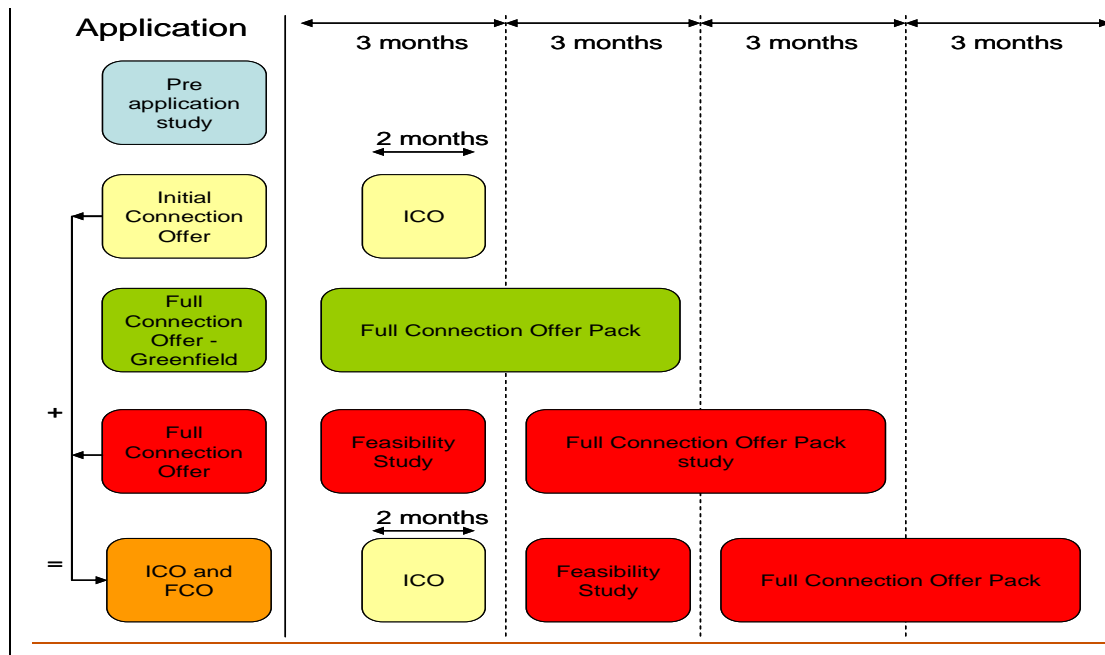 Application
3 months
3 months
3 months
3 months
Pre
application
study
2 months
Initial
Connection
Offer
ICO
Full
Connection
Offer -
Greenfield
Full Connection Offer Pack
+
Full
Connection
Offer
Feasibility
Study
Full Connection Offer Pack
study
2 months
=
ICO and
FCO
ICO
Feasibility
Study
Full Connection Offer Pack